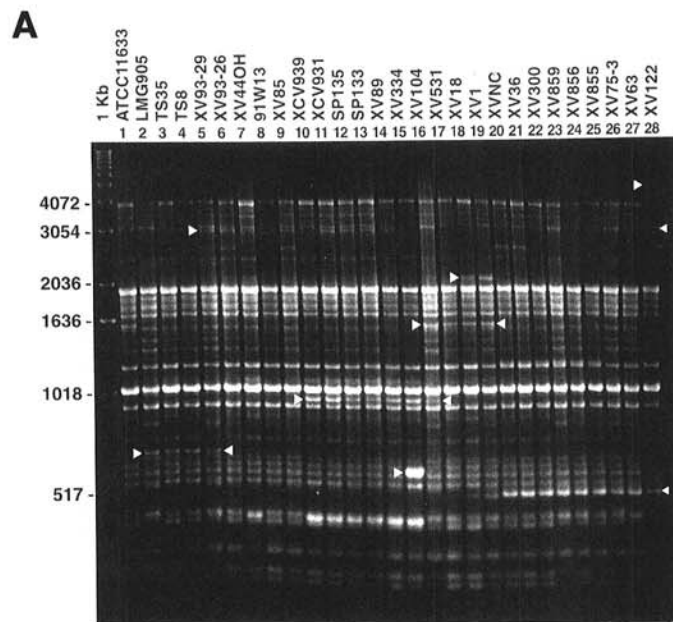 A
1 Kb
ATCC11633
LMG905
TS35
TS8
XV93-29
XV93-26
XV44OH
91W13
XV85
XCV939
XCV931
SP135
SP133
XV89
XV334
XV104
XV531
XV18
XV1
XVNC
XV36
XV300
XV859
XV856
XV855
XV75-3
XV63
XV122
1 2 3 4 5 6 7 8 9 10 11 12 13 14 15 16 17 18 19 20 21 22 23 24 25 26 27 28
4072 -
3054 -
2036 -
1636 -
1018 -
517 -